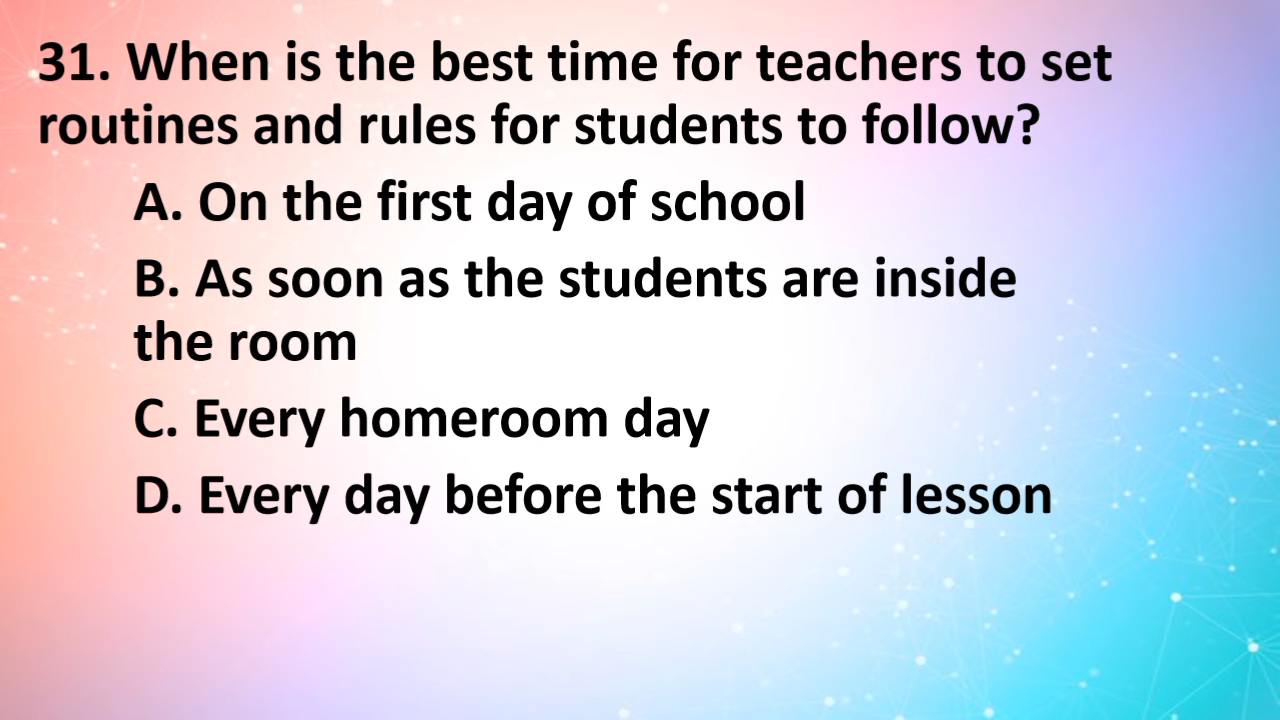 31. When is the best time for teachers to set
routines and rules for students to follow?
A. On the first day of school
B. As soon as the students are inside
the room
C. Every homeroom day
D. Every day before the start of lesson